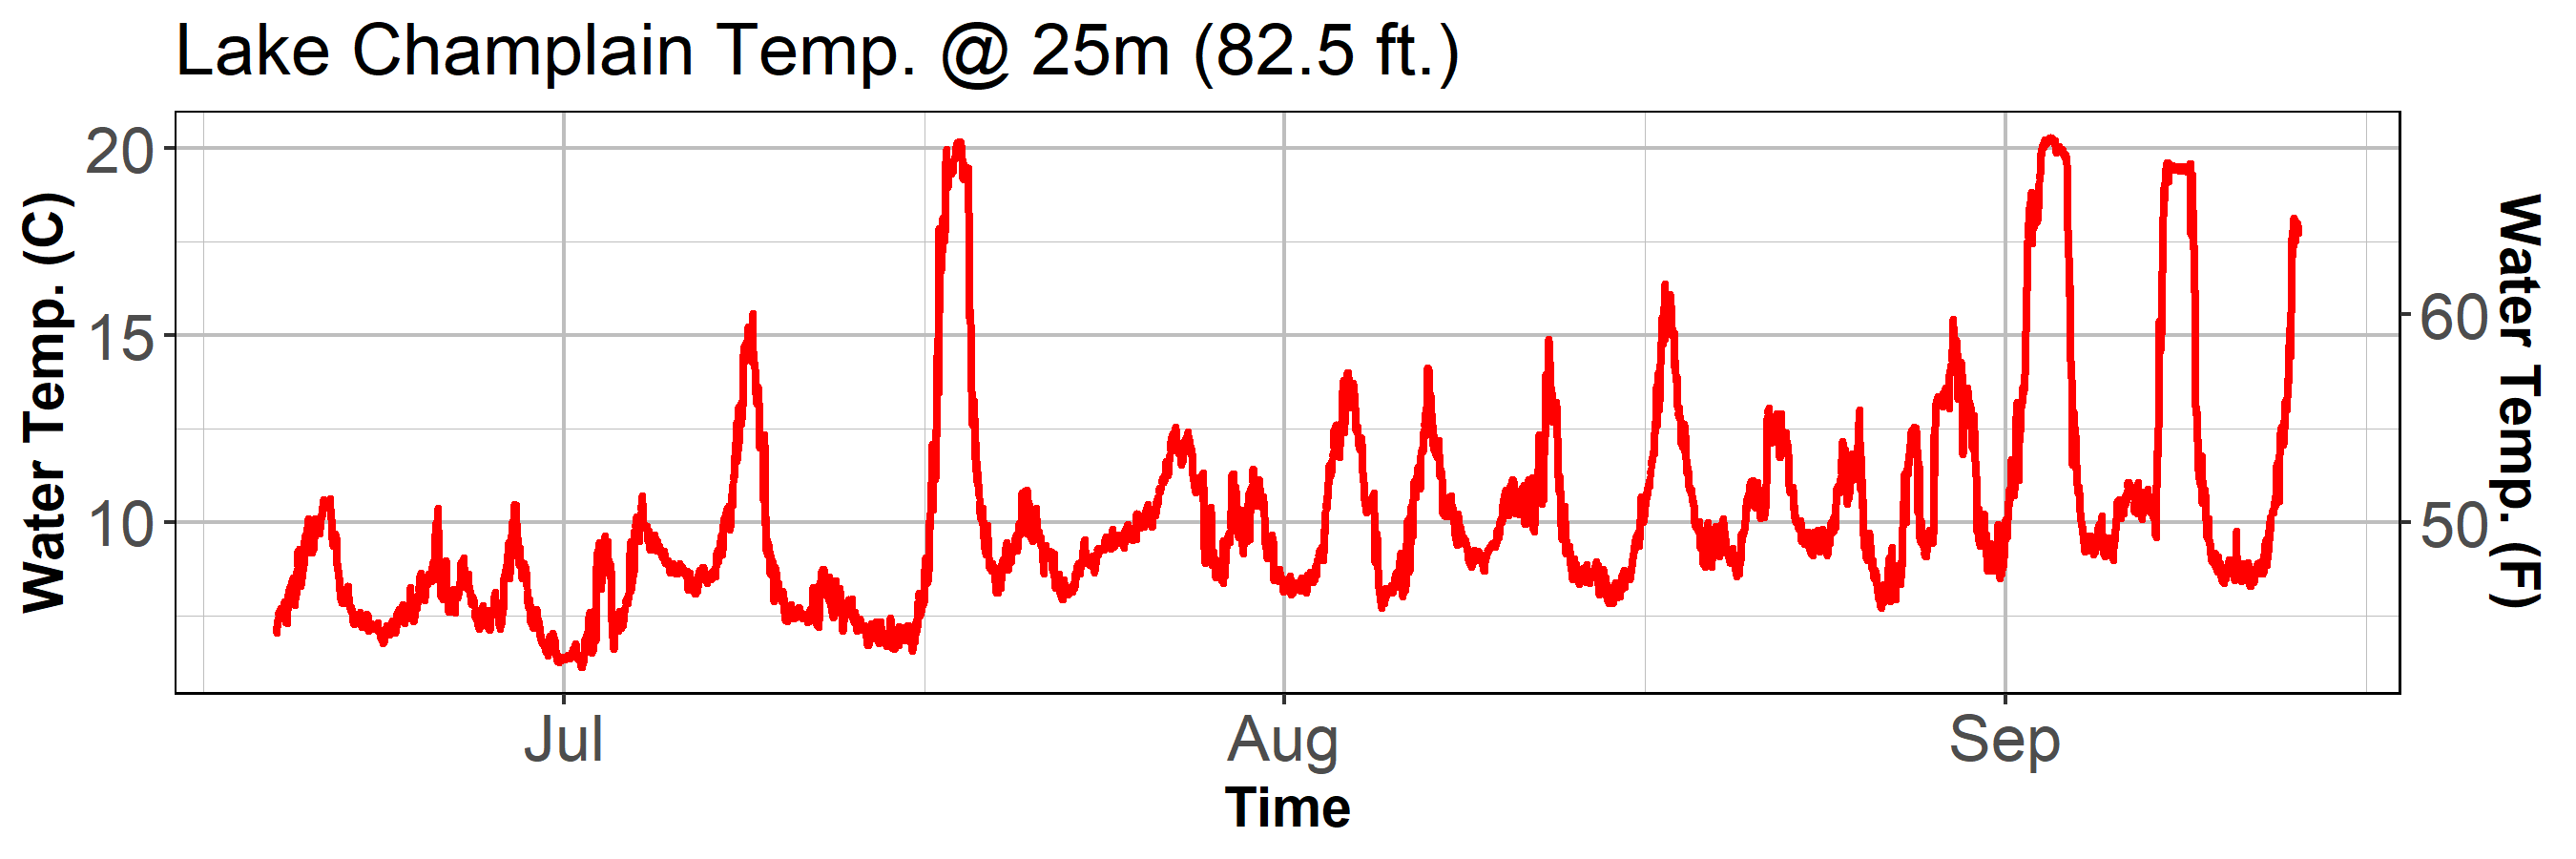 Lake Champlain Temp. @ 25m (82.5 ft.)
Water Temp. (C)
20
15
10
60
50
Water Temp. (F)
Jul
Aug
Sep
Time